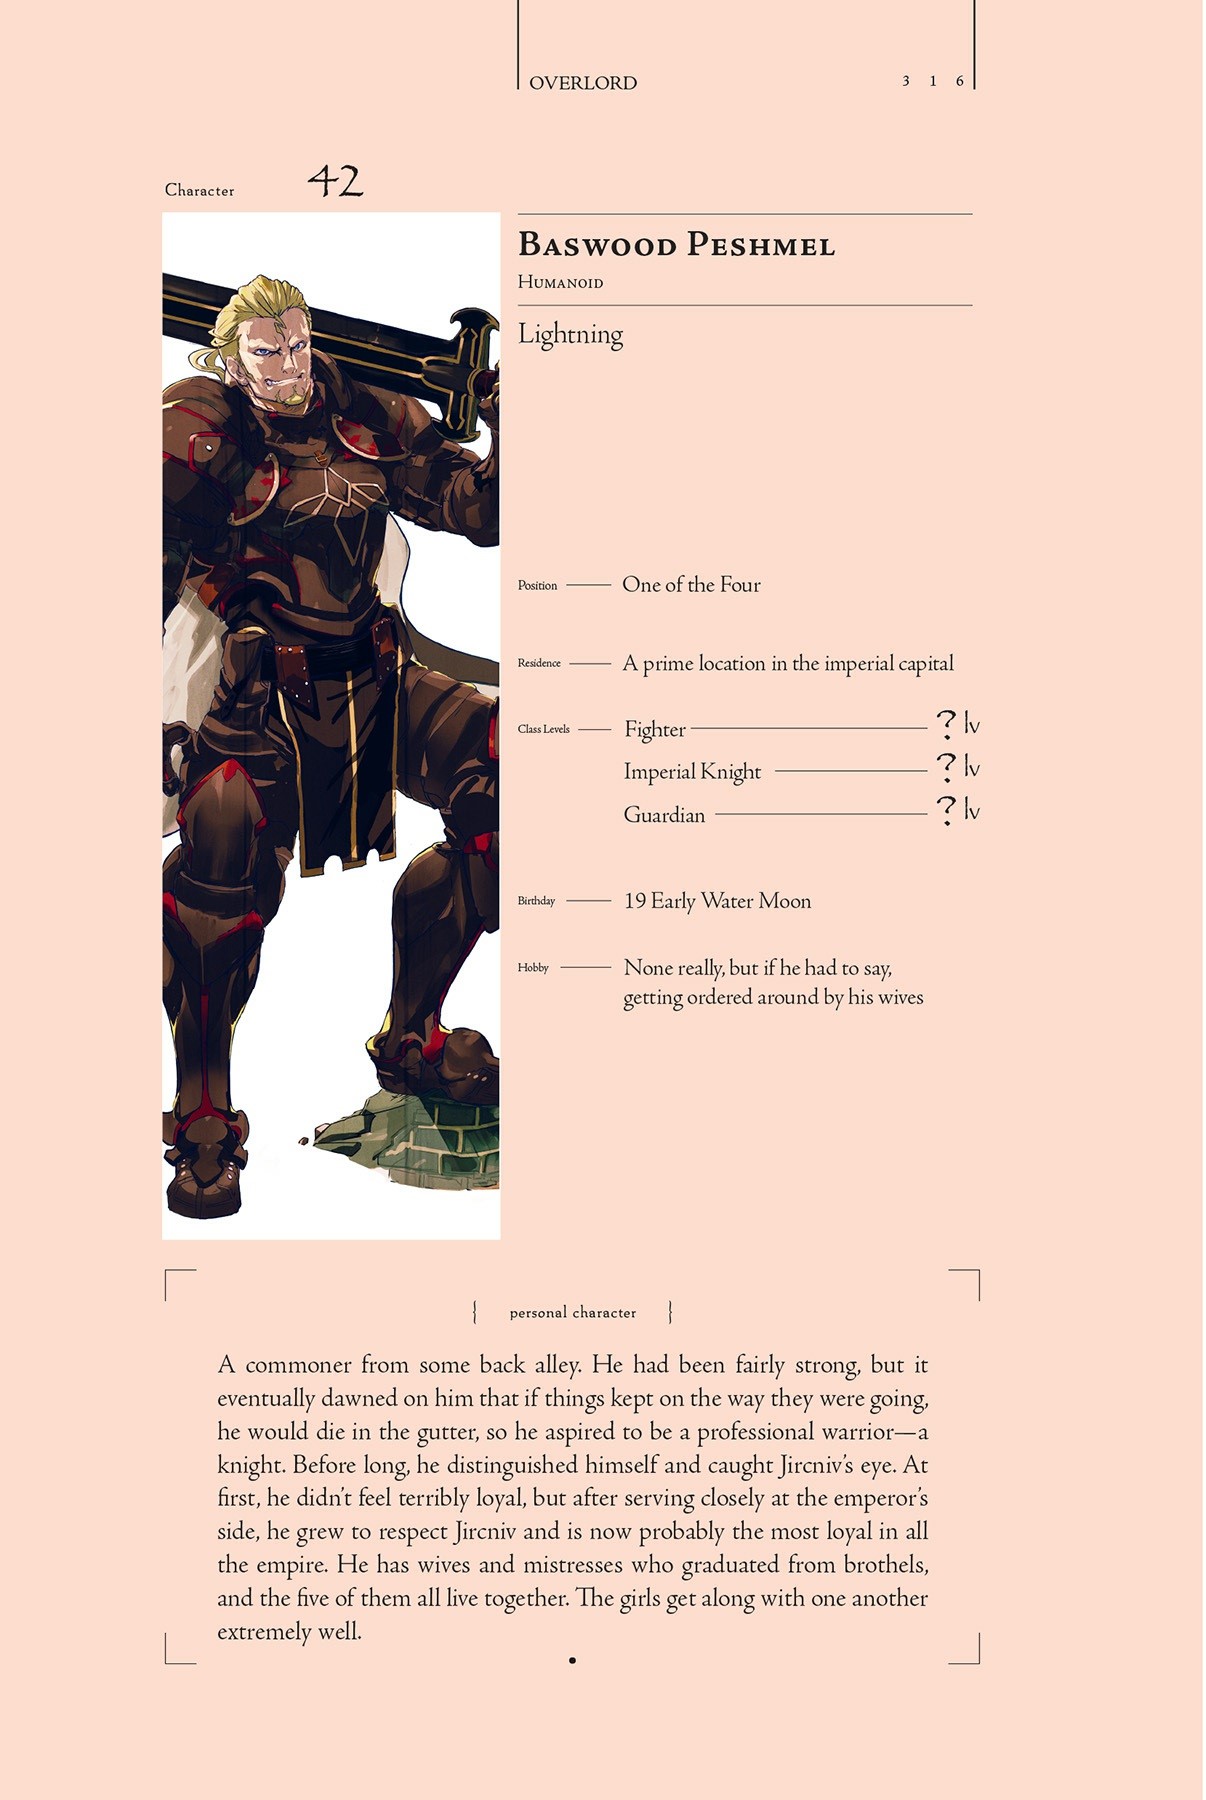 OVERLORD
3 1 6
Character 42
Baswood Peshmel
Humanoid
Lightning
Position One of the Four
Residence A prime location in the imperial capital
Class Levels Fighter ? lv
Imperial Knight ? lv
Guardian ? lv
Birthday 19 Early Water Moon
Hobby None really, but if he had to say,
getting ordered around by his wives
{ personal character }
A commoner from some back alley. He had been fairly strong, but it
eventually dawned on him that if things kept on the way they were going,
he would die in the gutter, so he aspired to be a professional warrior—a
knight. Before long, he distinguished himself and caught Jircniv’s eye. At
first, he didn’t feel terribly loyal, but after serving closely at the emperor’s
side, he grew to respect Jircniv and is now probably the most loyal in all
the empire. He has wives and mistresses who graduated from brothels,
and the five of them all live together. The girls get along with one another
extremely well.